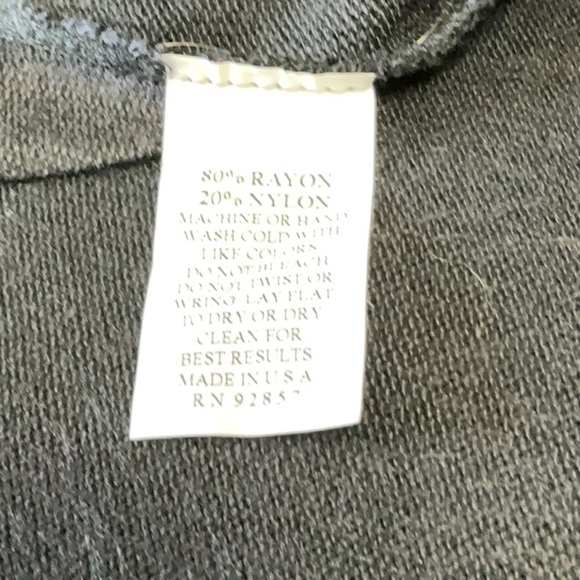 80% RAYON
20% NYLON
MACHINE OR HAND
WASH COLD WITH
LIKE COLORS
DO NOT BLEACH
DO NOT TWIST OR
WRING. LAY FLAT
TO DRY OR DRY
CLEAN FOR
BEST RESULTS
MADE IN U S A
R N 92857